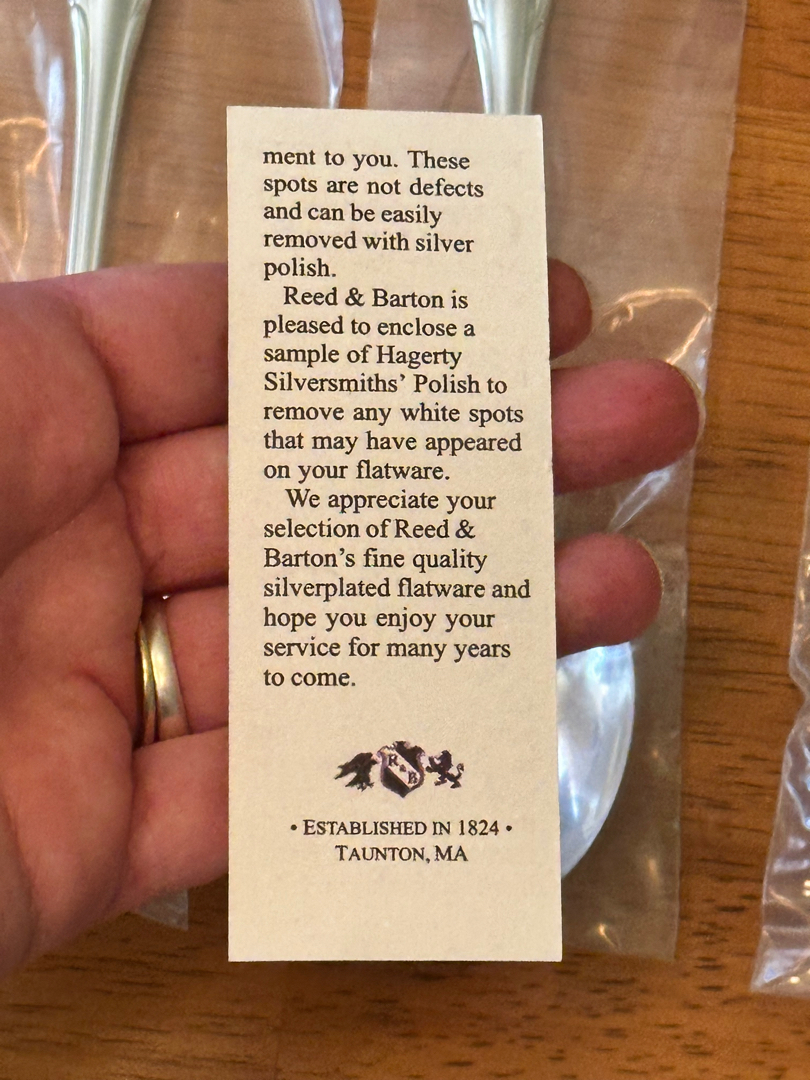 ment to you. These
spots are not defects
and can be easily
removed with silver
polish.
Reed & Barton is
pleased to enclose a
sample of Hagerty
Silversmiths' Polish to
remove any white spots
that may have appeared
on your flatware.
We appreciate your
selection of Reed &
Barton's fine quality
silverplated flatware and
hope you enjoy your
service for many years
to come.
R & B
• ESTABLISHED IN 1824 •
TAUNTON, MA